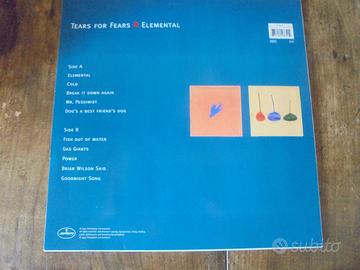 Tears for Fears Elemental
Side A
Elemental
Cold
Break it down again
Mr. Pessimist
Dog's a best friend's dog
Side B
Fish out of water
Gas Giants
Power
Brian Wilson Said
Goodnight Song
Mercury
subito